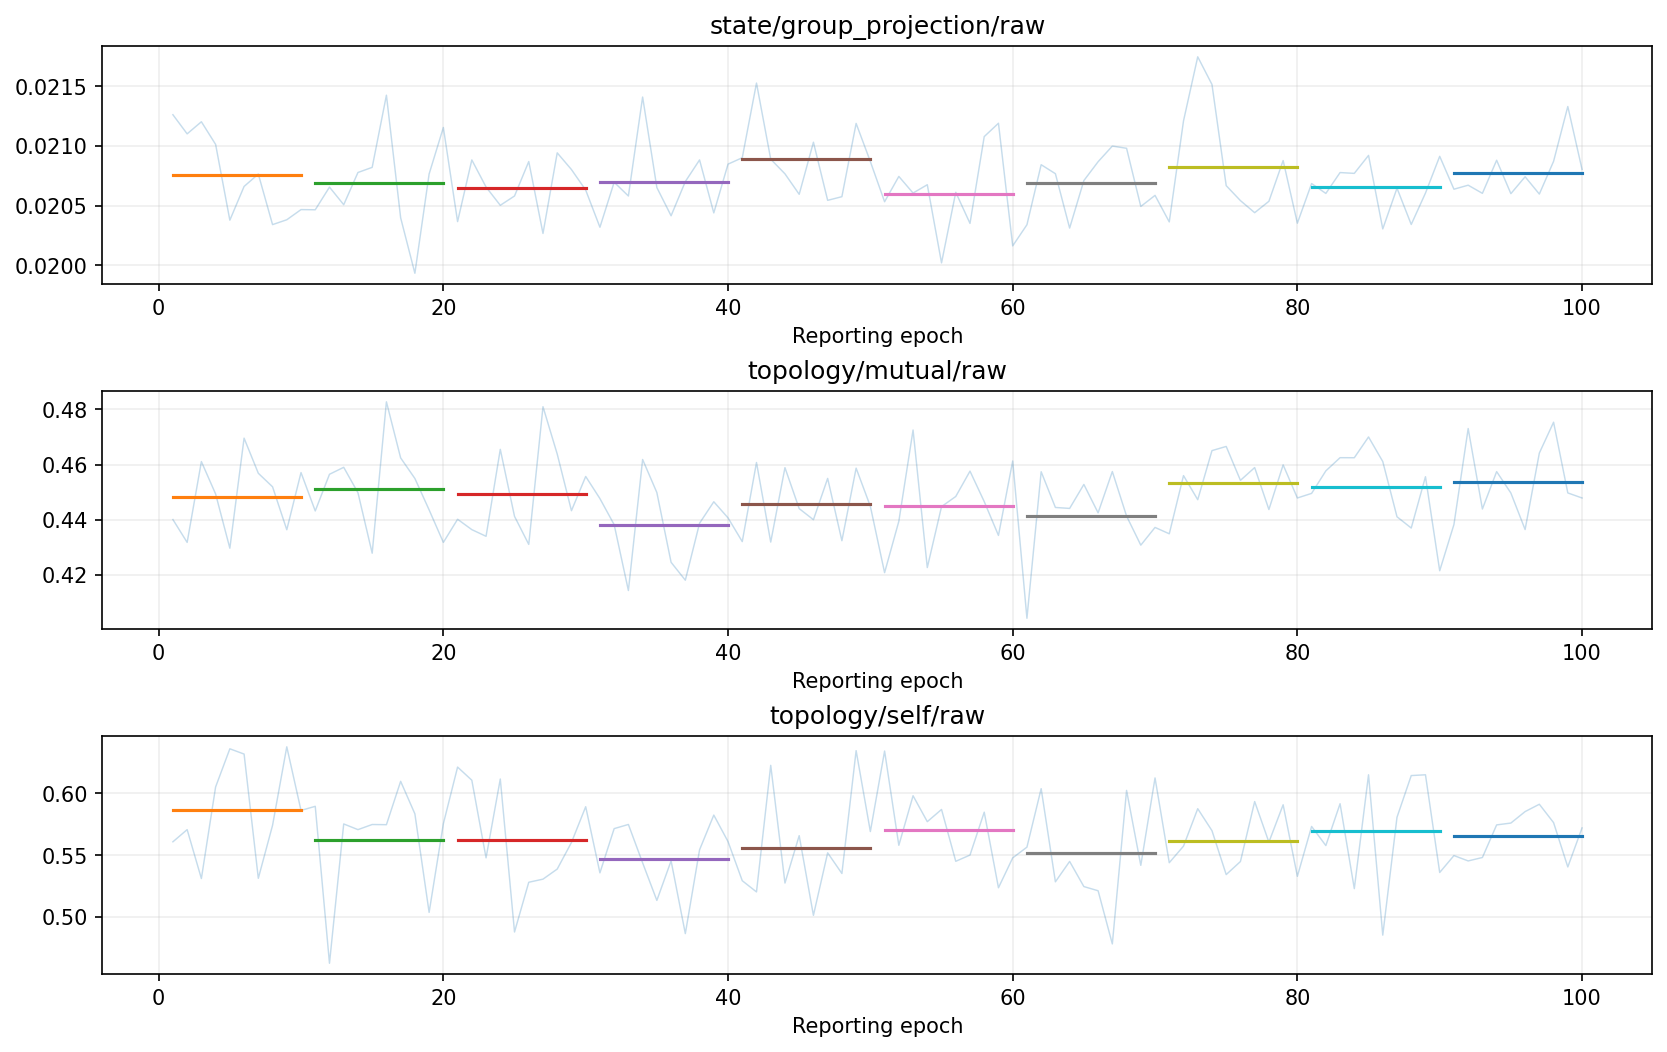 state/group_projection/raw
0.0215
0.0210
0.0205
0.0200
0 20 40 60 80 100
Reporting epoch
topology/mutual/raw
0.48
0.46
0.44
0.42
0 20 40 60 80 100
Reporting epoch
topology/self/raw
0.60
0.55
0.50
0 20 40 60 80 100
Reporting epoch